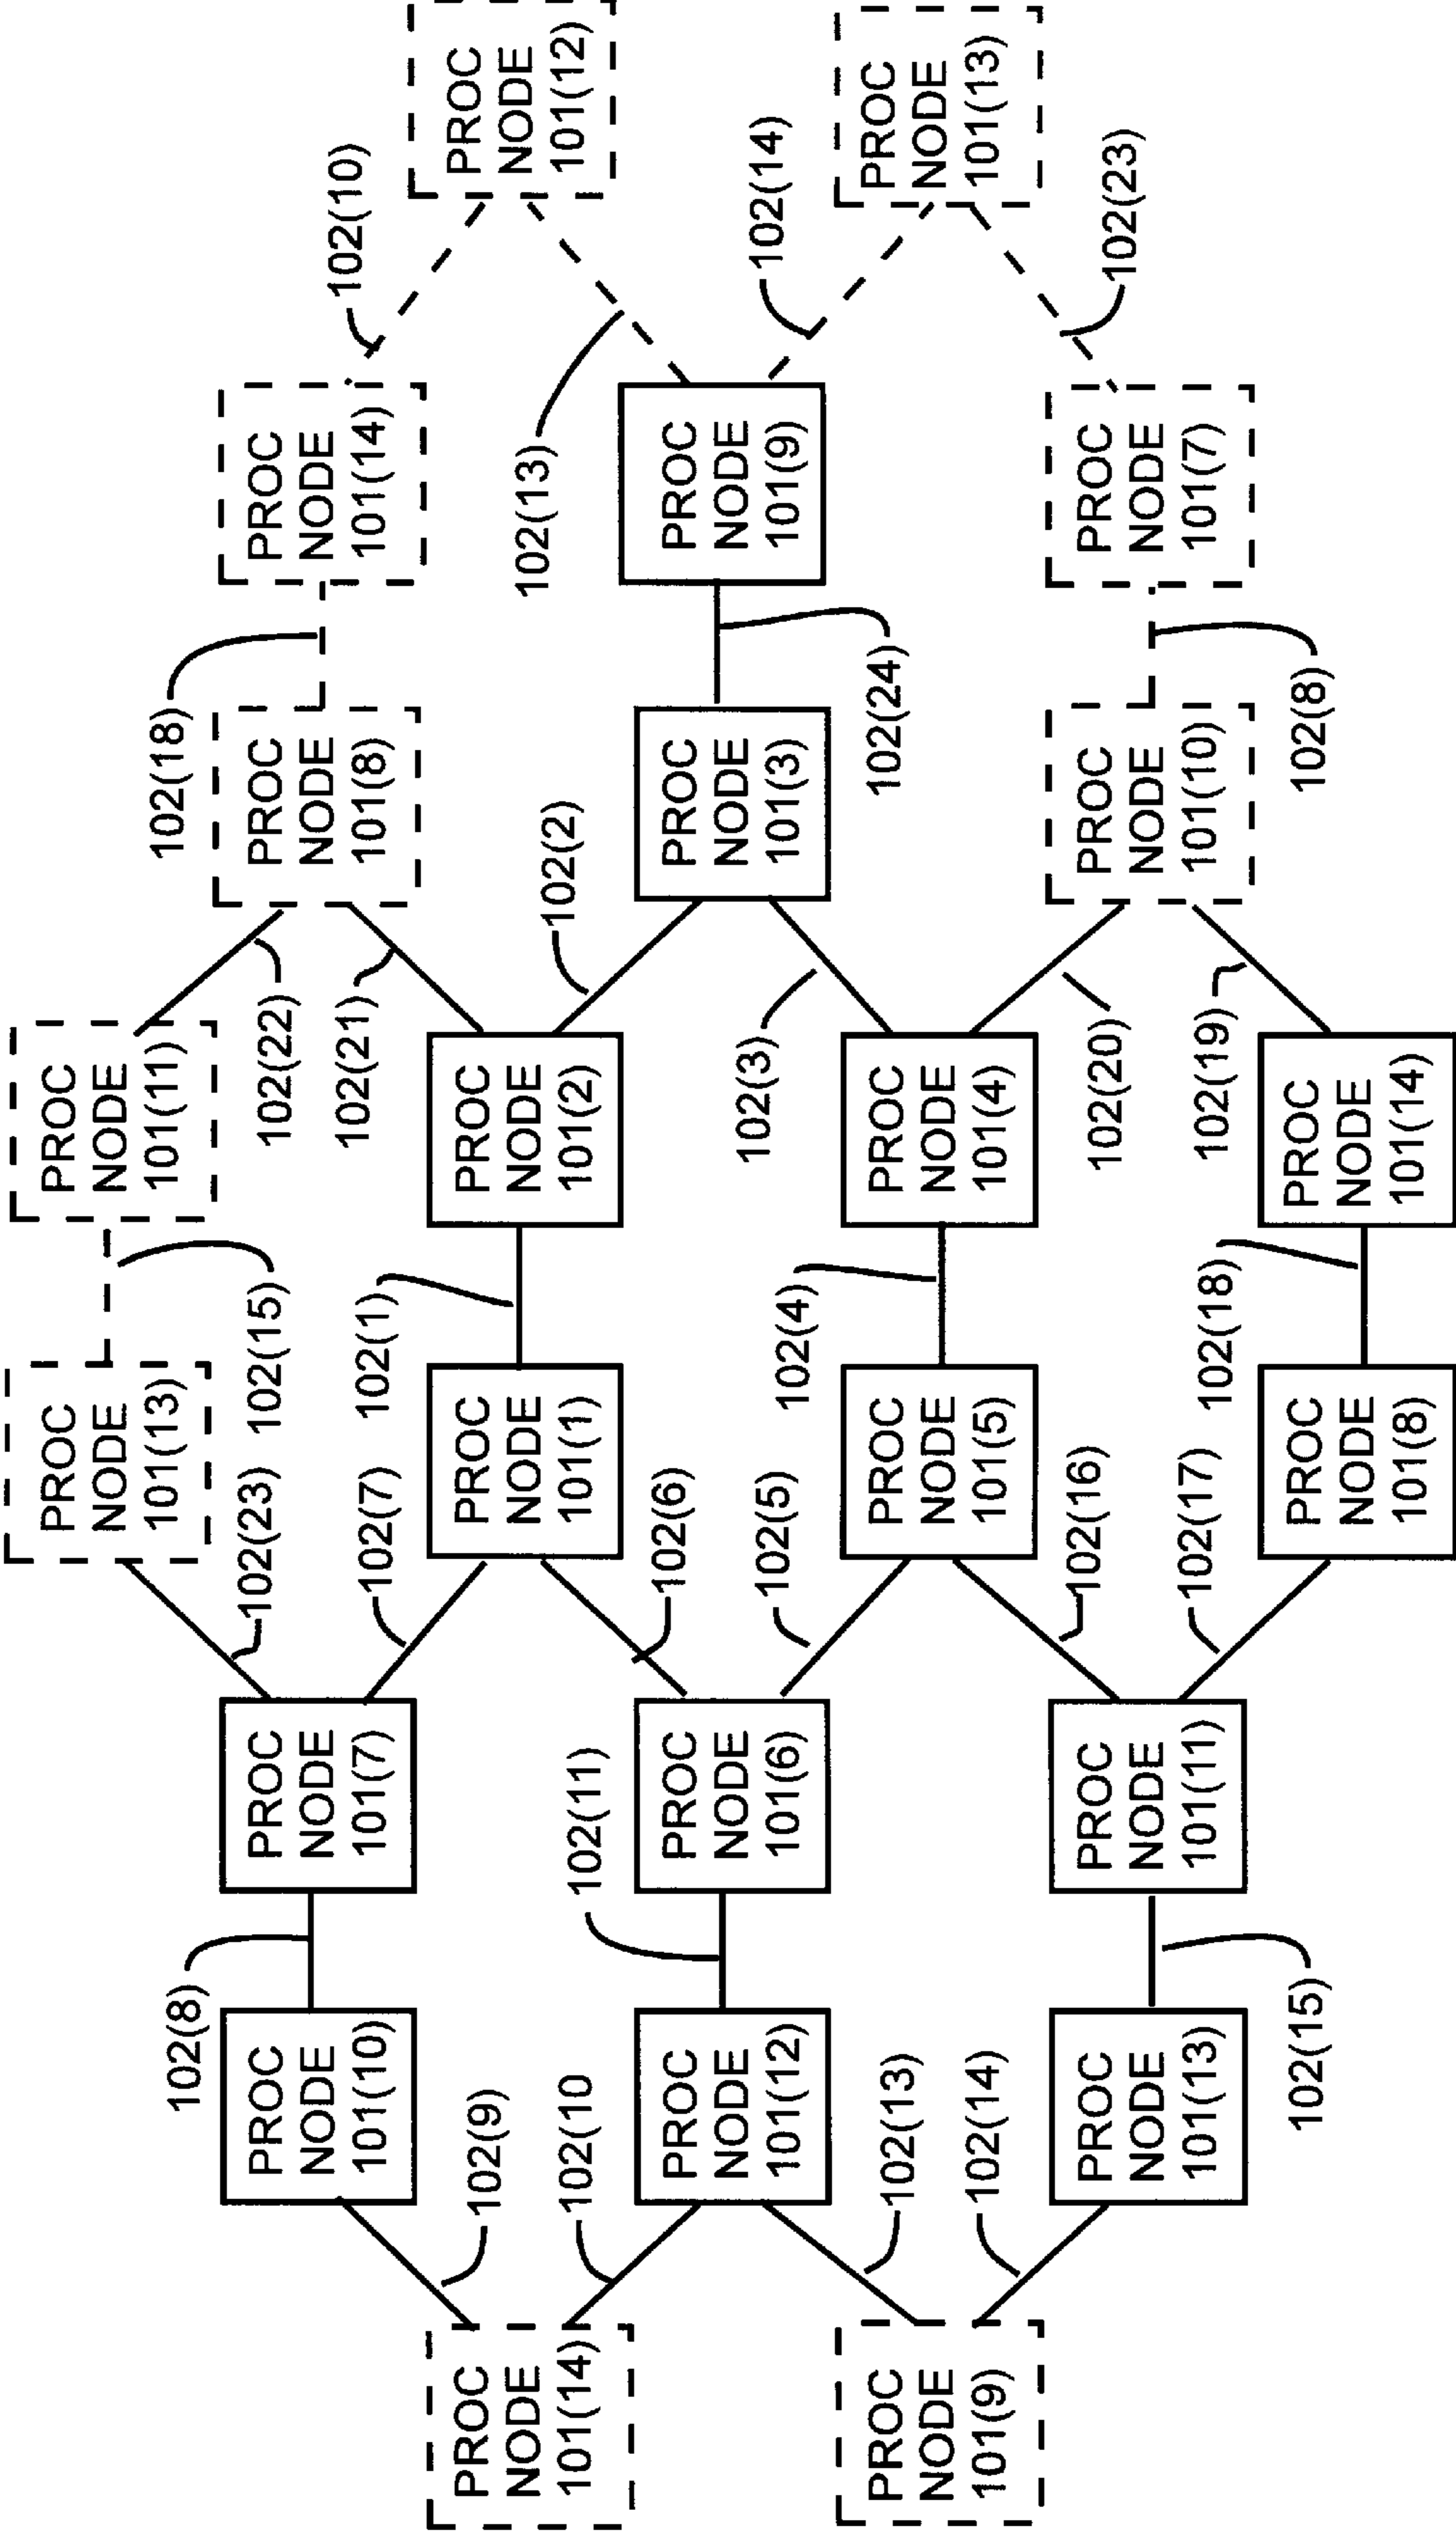 PROC
NODE
101(13)
PROC
NODE
101(11)
102(8)
102(23)
102(15)
102(22)
102(18)
PROC
NODE
101(10)
PROC
NODE
101(7)
PROC
NODE
101(8)
PROC
NODE
101(14)
102(7)
102(1)
102(21)
102(10)
PROC
NODE
101(14)
102(9)
PROC
NODE
101(1)
PROC
NODE
101(2)
PROC
NODE
101(12)
102(10
102(11)
102(6)
102(2)
102(13)
PROC
NODE
101(12)
PROC
NODE
101(6)
PROC
NODE
101(3)
PROC
NODE
101(9)
102(5)
102(4)
102(3)
102(14)
PROC
NODE
101(9)
102(13)
PROC
NODE
101(5)
PROC
NODE
101(4)
102(24)
PROC
NODE
101(13)
102(14)
102(16)
102(20)
102(23)
PROC
NODE
101(13)
PROC
NODE
101(11)
PROC
NODE
101(10)
PROC
NODE
101(7)
102(17)
102(18)
102(19)
102(15)
102(8)
PROC
NODE
101(8)
PROC
NODE
101(14)